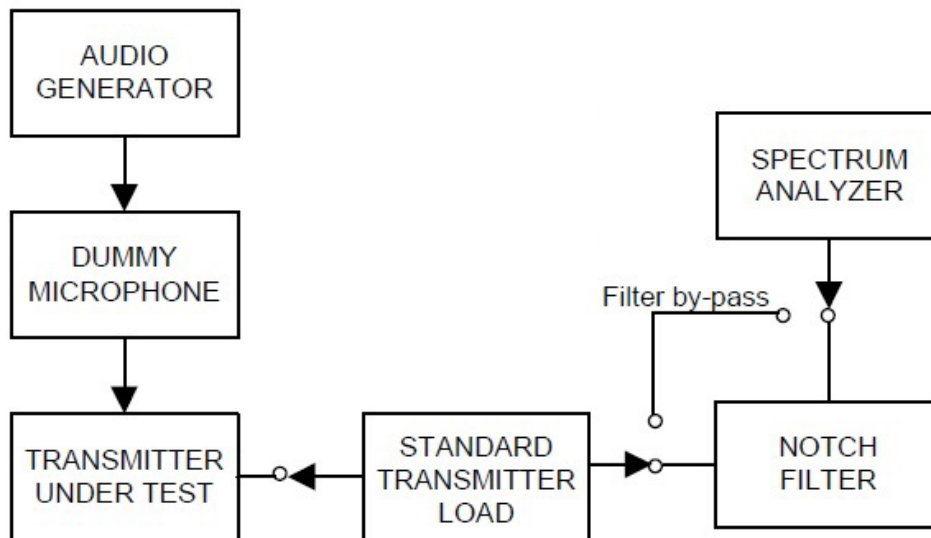 AUDIO
GENERATOR
SPECTRUM
ANALYZER
DUMMY
MICROPHONE
Filter by-pass
TRANSMITTER
UNDER TEST
STANDARD
TRANSMITTER
LOAD
NOTCH
FILTER